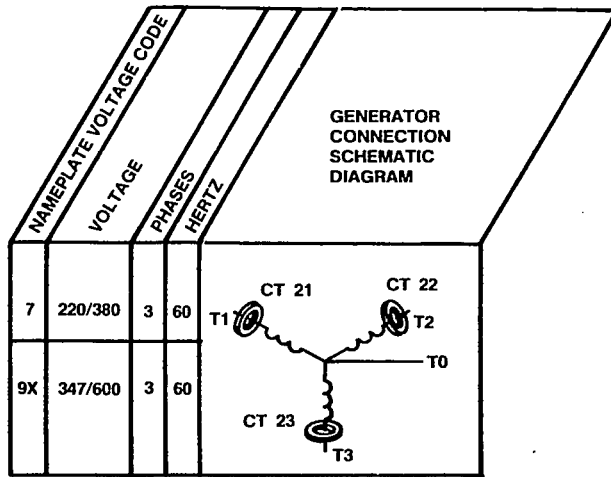 NAMEPLATE VOLTAGE CODE
VOLTAGE
PHASES
HERTZ
GENERATOR
CONNECTION
SCHEMATIC
DIAGRAM
7 220/380 3 60
9X 347/600 3 60
CT 21
CT 22
T1
T2
T0
CT 23
T3